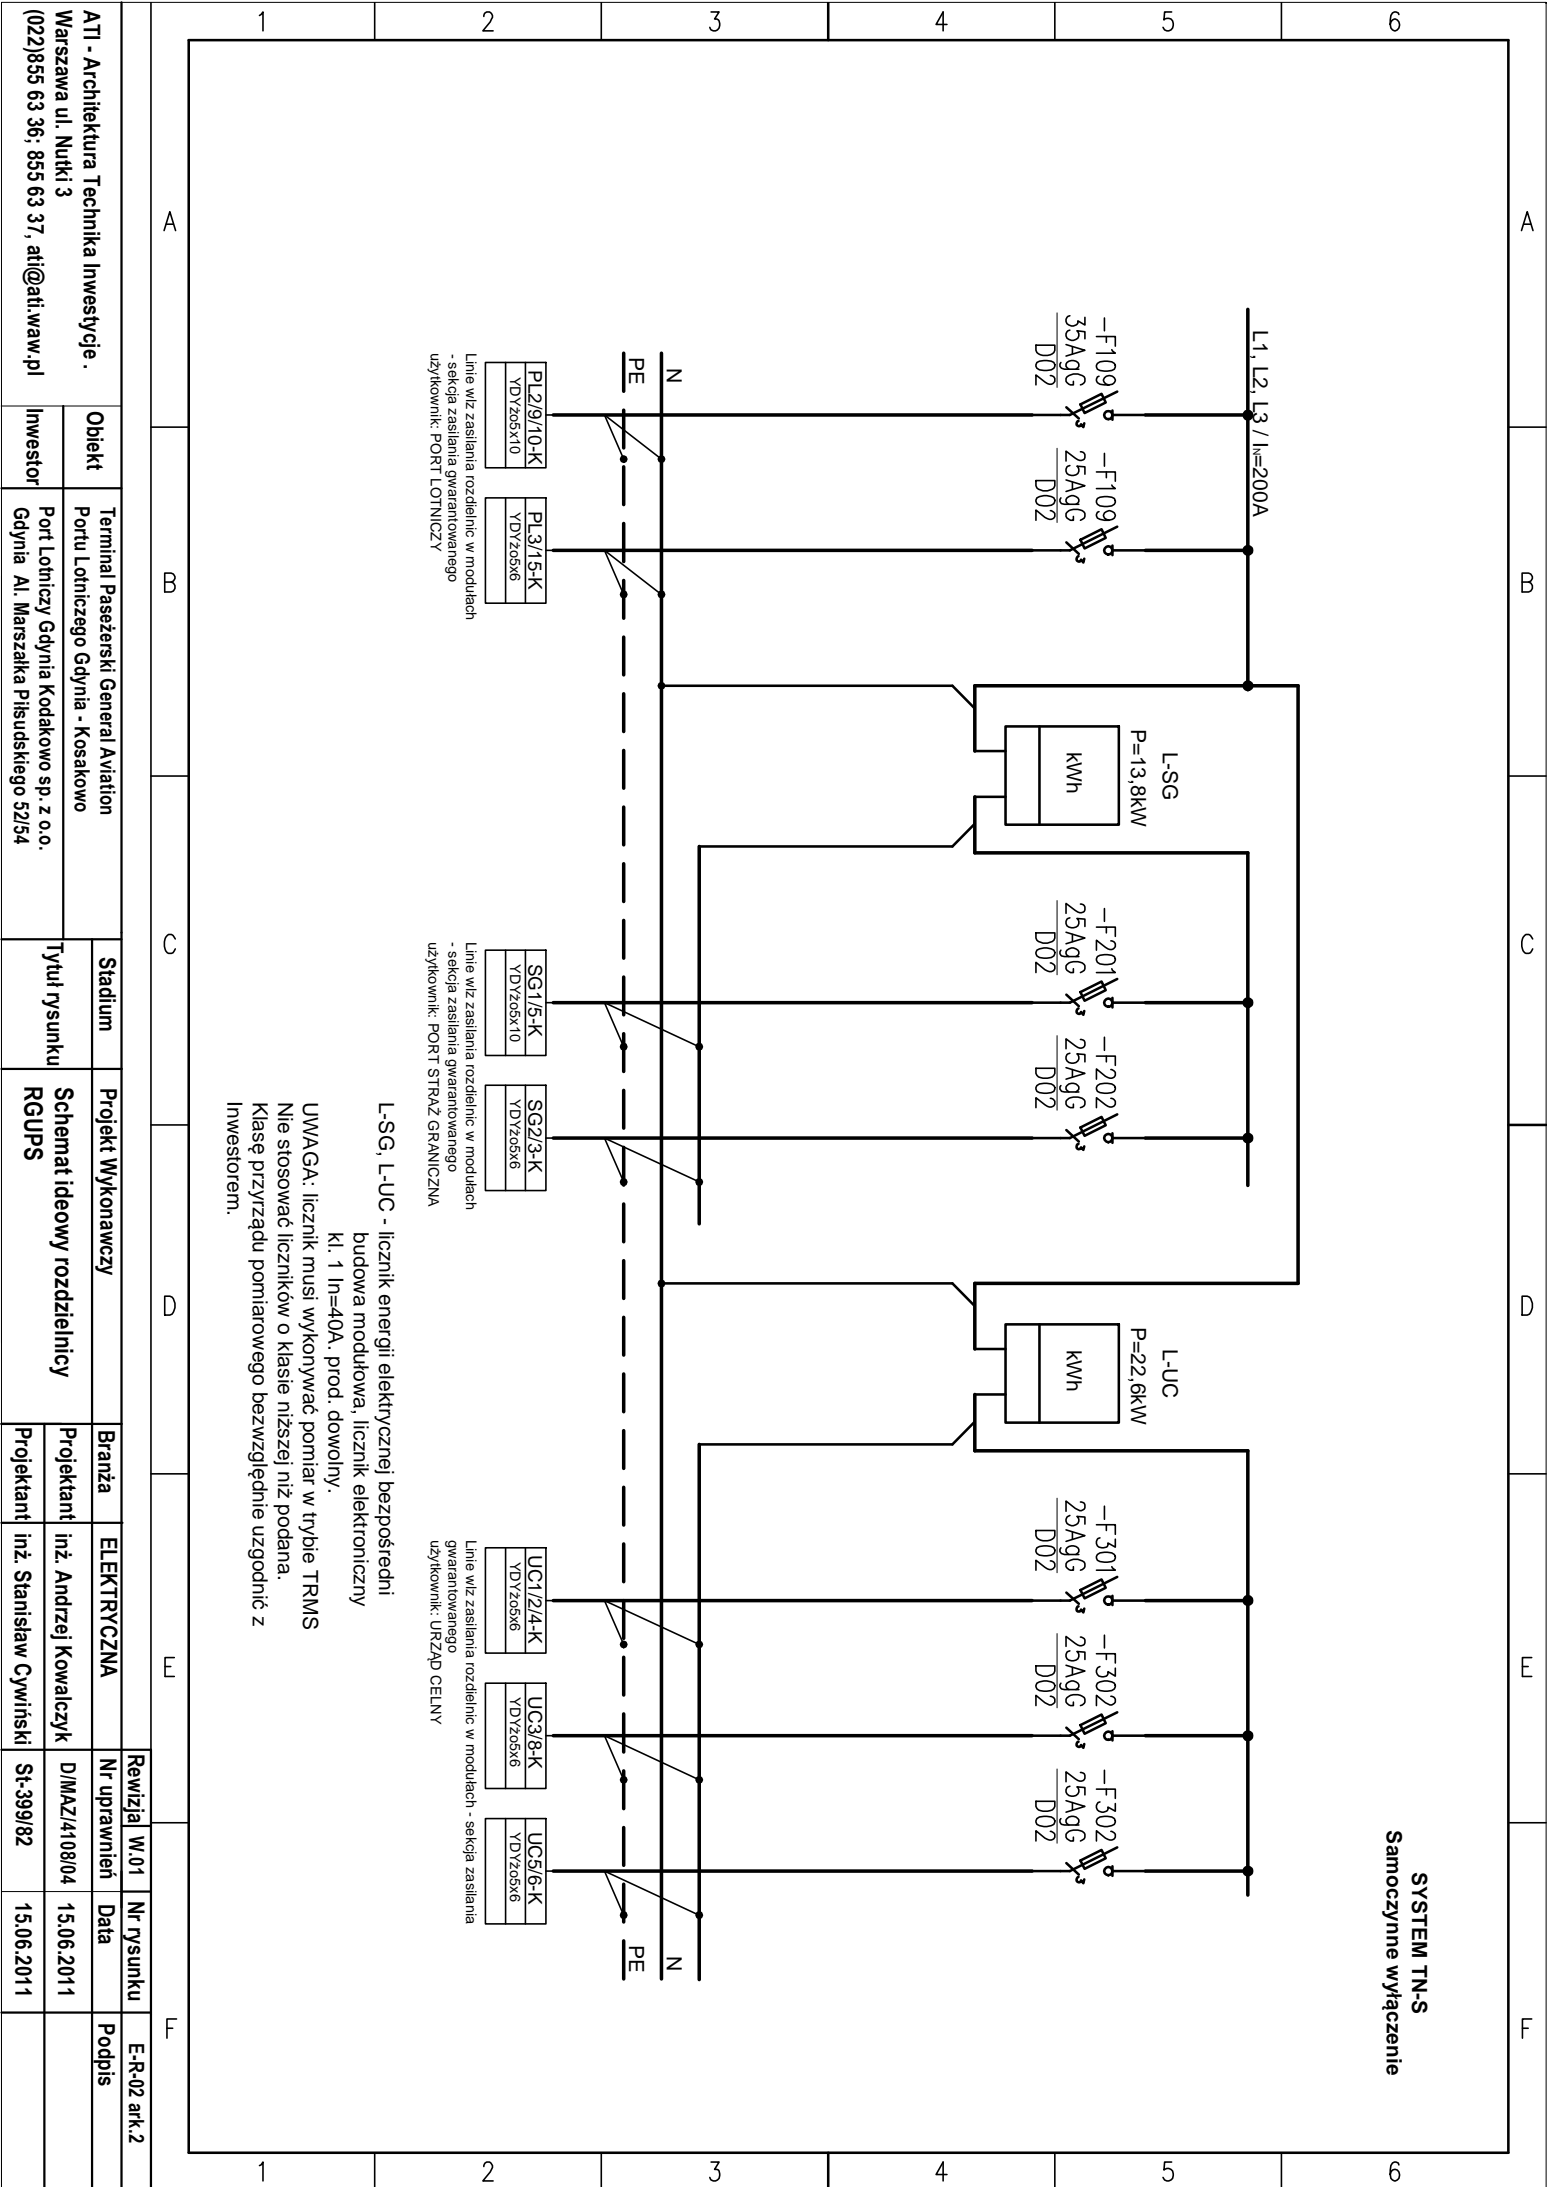 SYSTEM TN-S
Samoczynne wyłączenie
L1, L2, L3 / IN=200A
-F109
35AgG
D02
-F109
25AgG
D02
L-SG
P=13,8kW
kWh
-F201
25AgG
D02
-F202
25AgG
D02
L-UC
P=22,6kW
kWh
-F301
25AgG
D02
-F302
25AgG
D02
-F302
25AgG
D02
N
PE
N
PE
PL2/9/10-K
YDYżo5x10
PL3/15-K
YDYżo5x6
Linie wlz zasilania rozdielnic w modułach
- sekcja zasilania gwarantowanego
użytkownik: PORT LOTNICZY
SG1/5-K
YDYżo5x10
SG2/3-K
YDYżo5x6
Linie wlz zasilania rozdielnic w modułach
- sekcja zasilania gwarantowanego
użytkownik: PORT STRAŻ GRANICZNA
UC1/2/4-K
YDYżo5x6
UC3/8-K
YDYżo5x6
UC5/6-K
YDYżo5x6
Linie wlz zasilania rozdielnic w modułach - sekcja zasilania
gwarantowanego
użytkownik: URZĄD CELNY
L-SG, L-UC - licznik energii elektrycznej bezpośredni
budowa modułowa, licznik elektroniczny
kl. 1 In=40A. prod. dowolny.
UWAGA: licznik musi wykonywać pomiar w trybie TRMS
Nie stosować liczników o klasie niższej niż podana.
Klasę przyrządu pomiarowego bezwzględnie uzgodnić z
Inwestorem.
A
B
C
D
E
F
A
B
C
D
E
F
1
2
3
4
5
6
1
2
3
4
5
6
Rewizja
W.01
Nr rysunku
E-R-02 ark.2
ATI - Architektura Technika Inwestycje .
Warszawa ul. Nutki 3
(022)855 63 36; 855 63 37, ati@ati.waw.pl
Obiekt
Terminal Paseżerski General Aviation
Portu Lotniczego Gdynia - Kosakowo
Inwestor
Port Lotniczy Gdynia Kodakowo sp. z o.o.
Gdynia Al. Marszałka Piłsudskiego 52/54
Stadium
Projekt Wykonawczy
Tytuł rysunku
Schemat ideowy rozdzielnicy
RGUPS
Branża
ELEKTRYCZNA
Nr uprawnień
Data
Podpis
Projektant
inż. Andrzej Kowalczyk
D/MAZ/4108/04
15.06.2011
Projektant
inż. Stanisław Cywiński
St-399/82
15.06.2011